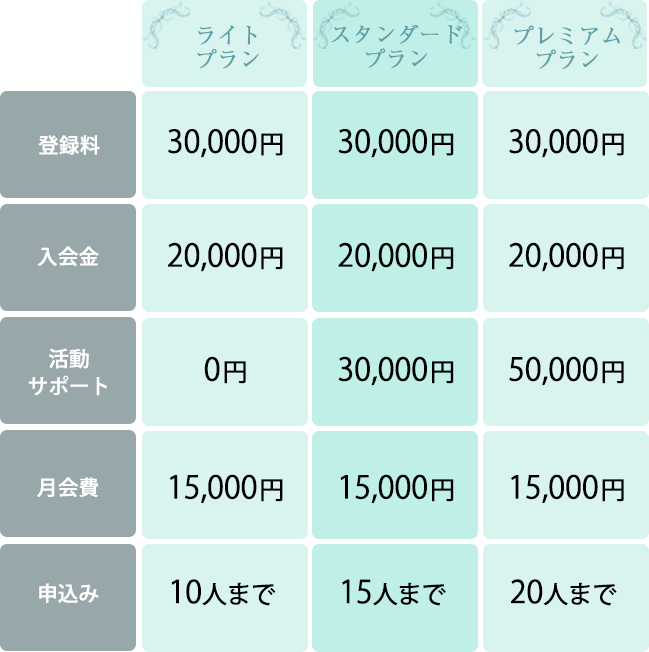 ライト
プラン
スタンダード
プラン
プレミアム
プラン
登録料
30,000円
30,000円
30,000円
入会金
20,000円
20,000円
20,000円
活動
サポート
0円
30,000円
50,000円
月会費
15,000円
15,000円
15,000円
申込み
10人まで
15人まで
20人まで